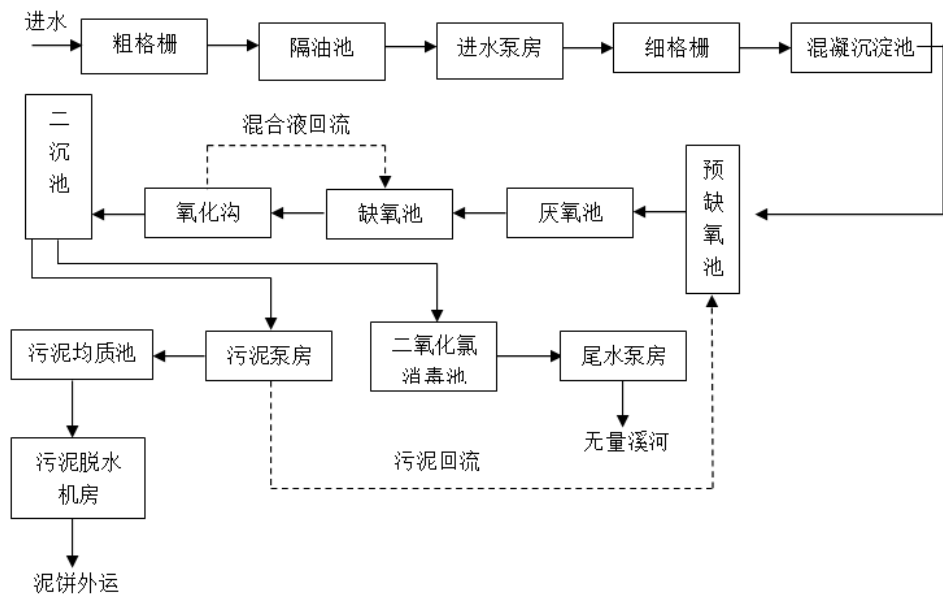 进水
粗格栅
隔油池
进水泵房
细格栅
混凝沉淀池
二
沉
池
混合液回流
氧化沟
缺氧池
厌氧池
预
缺
氧
池
污泥均质池
污泥泵房
二氧化氯
消毒池
尾水泵房
无量溪河
污泥脱水
机房
污泥回流
泥饼外运